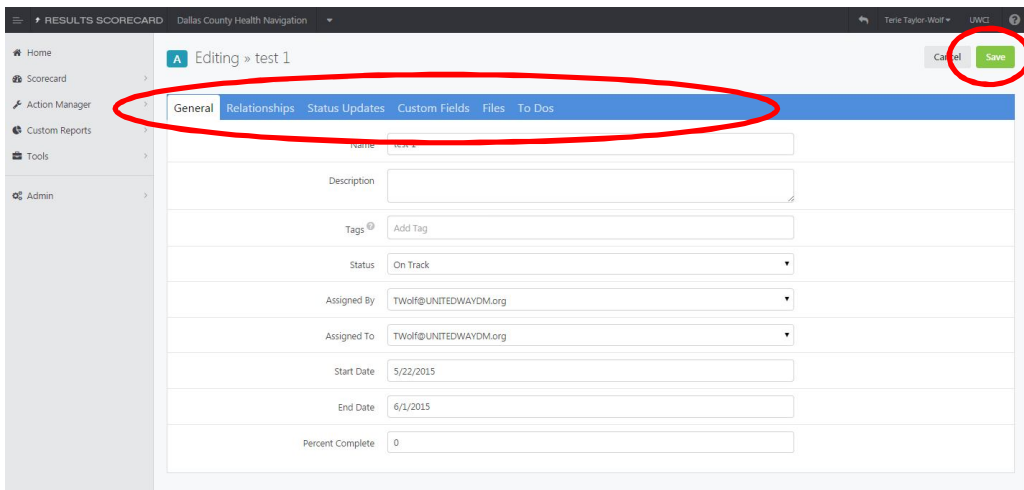 RESULTS SCORECARD Dallas County Health Navigation Terie Taylor-Wolf UWCI ?
Home
Scorecard
Action Manager
Custom Reports
Tools
Admin
A Editing » test 1
Cancel Save
General Relationships Status Updates Custom Fields Files To Dos
Name test 1
Description
Tags ? Add Tag
Status On Track
Assigned By TWolf@UNITEDWAYDM.org
Assigned To TWolf@UNITEDWAYDM.org
Start Date 5/22/2015
End Date 6/1/2015
Percent Complete 0